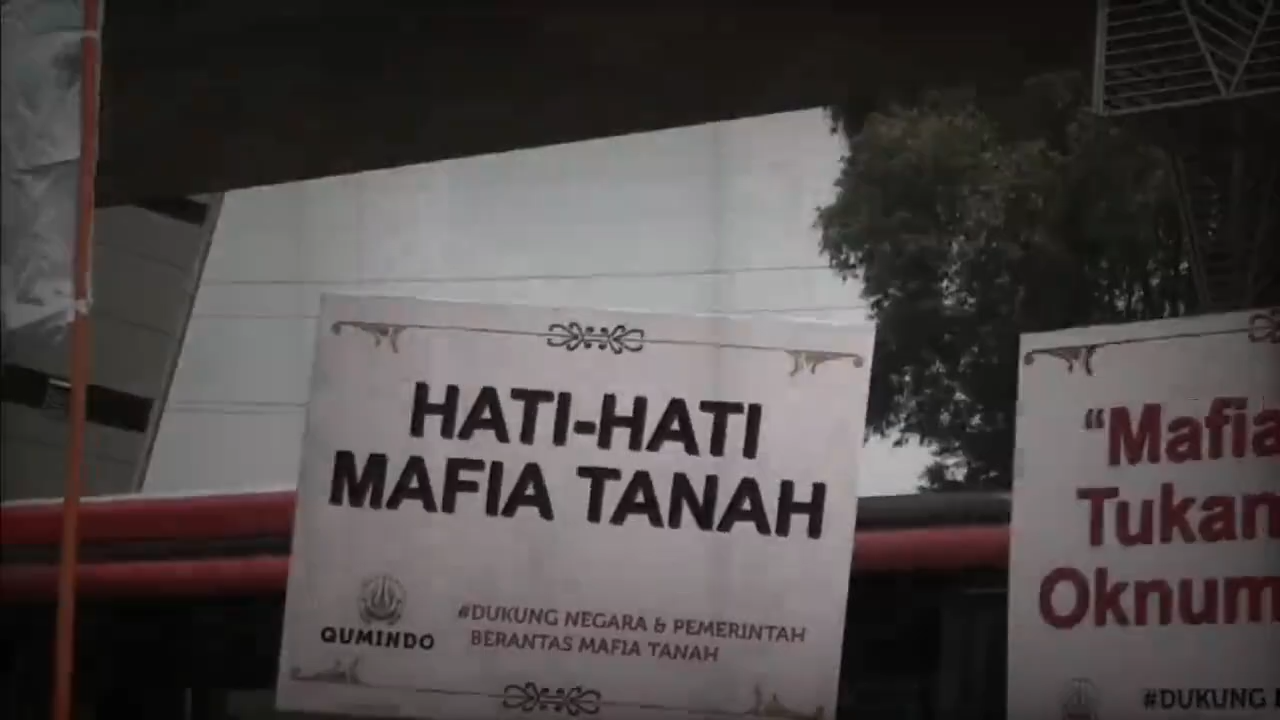 HATI-HATI
MAFIA TANAH
QUMINDO
#DUKUNG NEGARA & PEMERINTAH
BERANTAS MAFIA TANAH
“Mafia
Tukan
Oknum
#DUKUNG